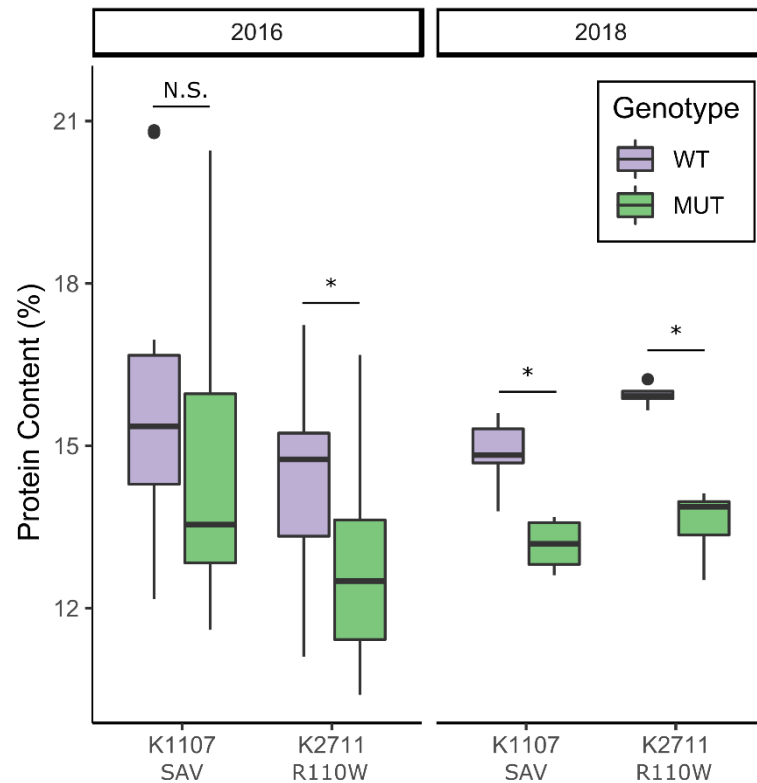 2016
2018
N.S.
*
*
*
Genotype
WT
MUT
Protein Content (%)
21
18
15
12
K1107
SAV
K2711
R110W
K1107
SAV
K2711
R110W